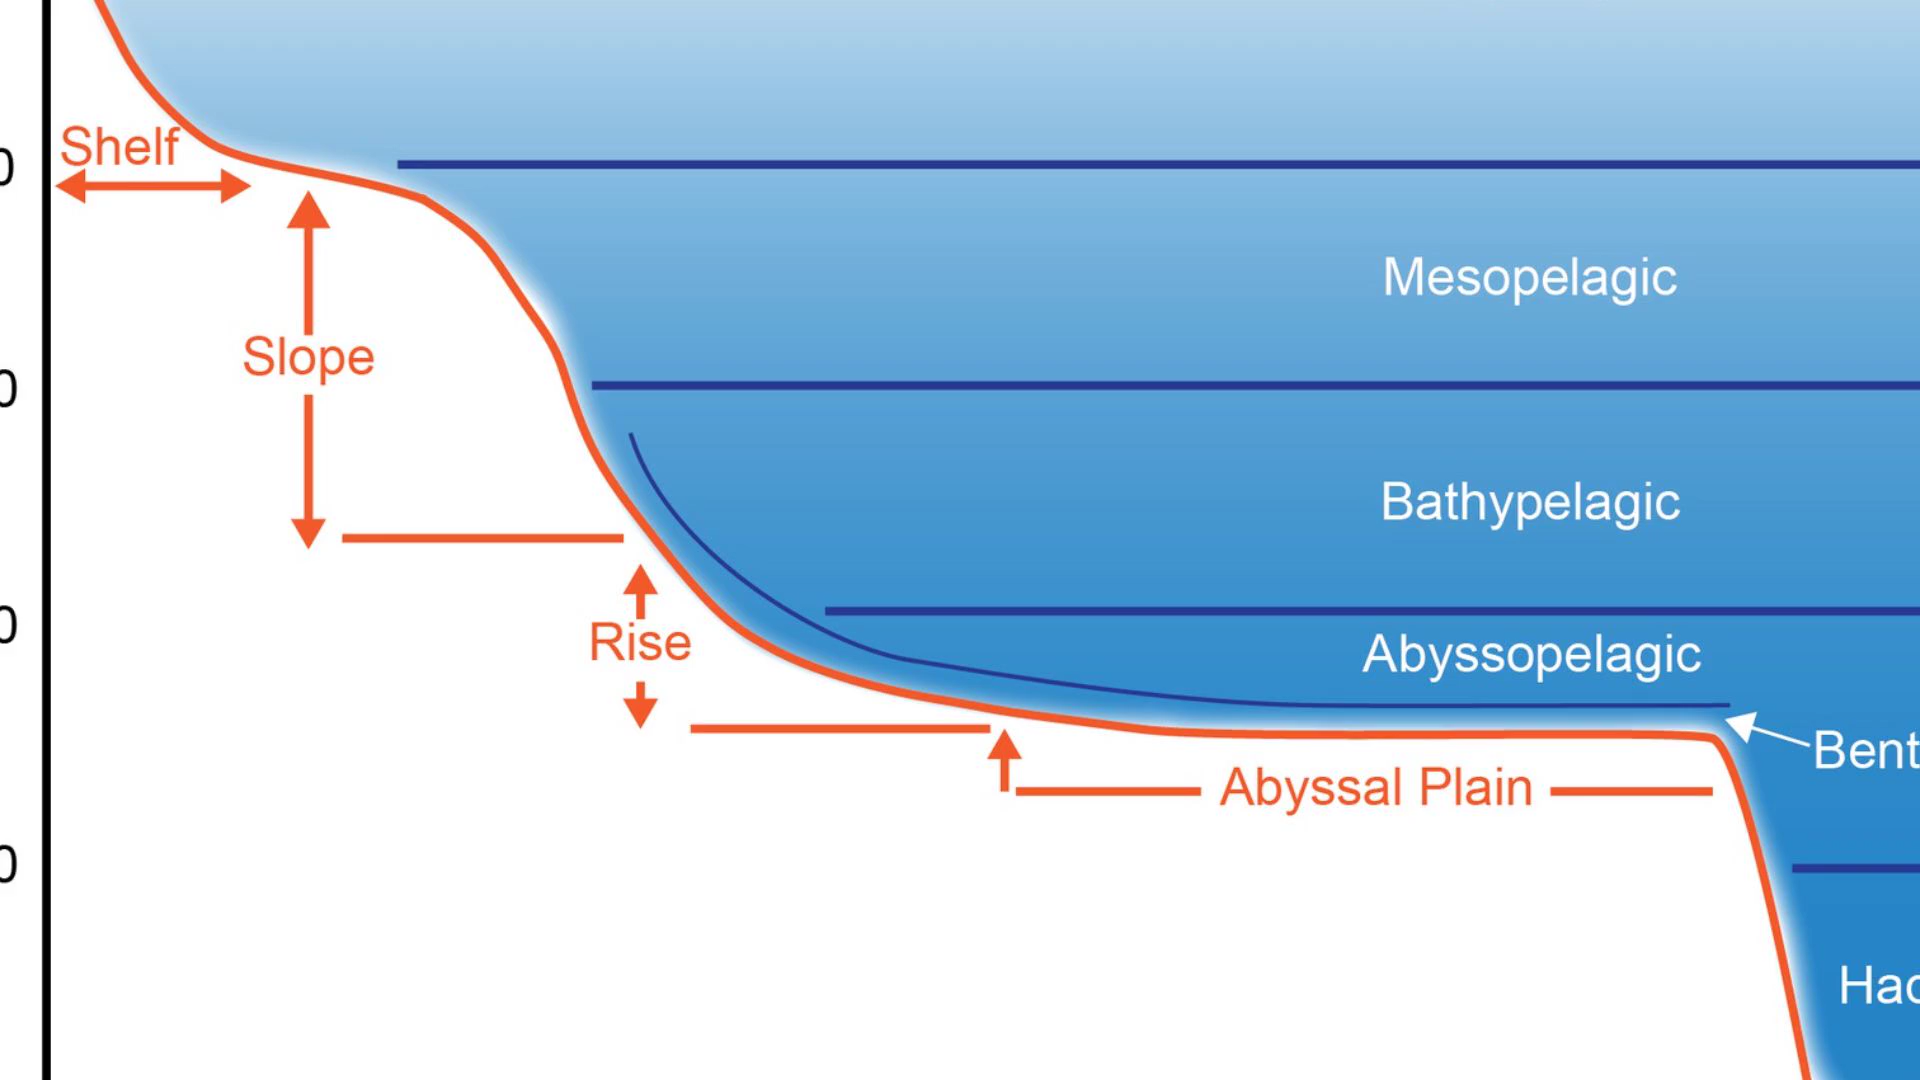 Shelf
Mesopelagic
Slope
Bathypelagic
Rise
Abyssopelagic
Abyssal Plain